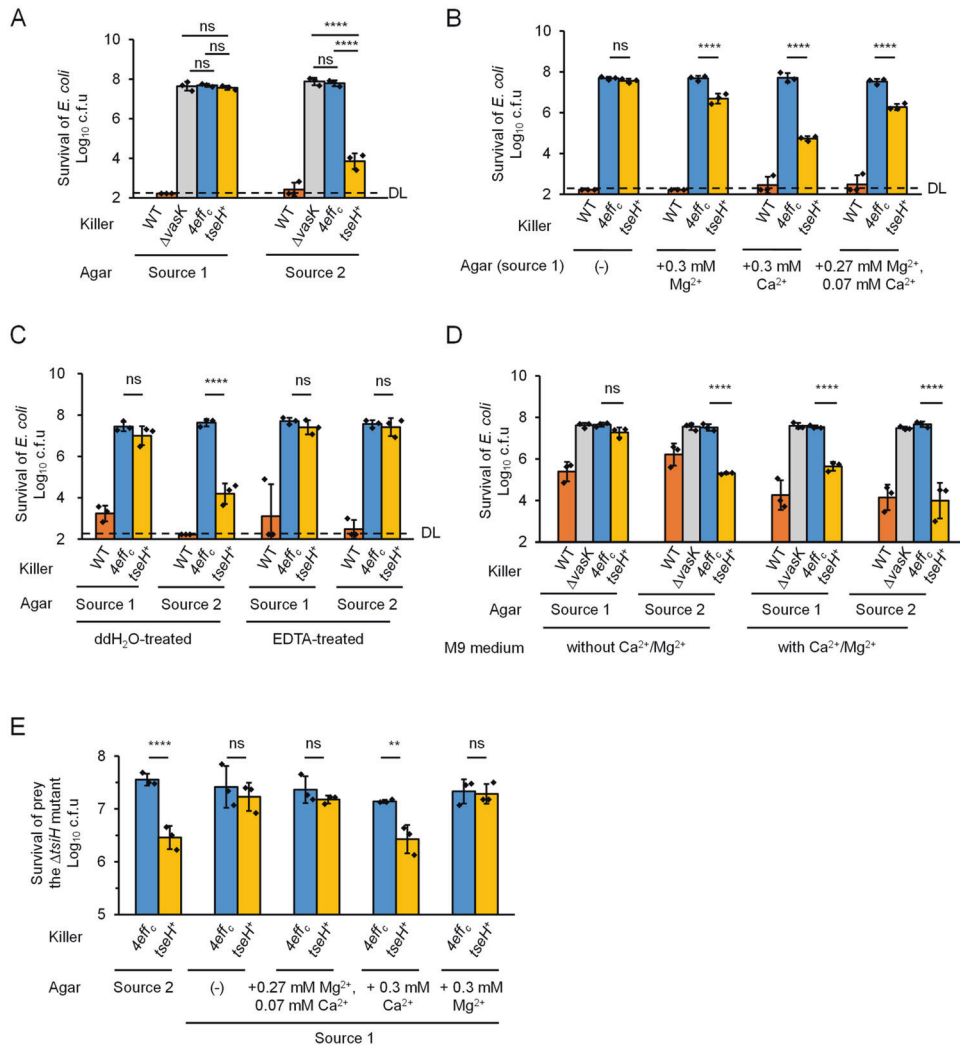 A
ns
ns
ns
****
****
ns
Survival of E. coli
Log10 c.f.u
10
8
6
4
2
DL
Killer
WT
ΔvasK
4effc
tseH+
WT
ΔvasK
4effc
tseH+
Agar
Source 1
Source 2
B
ns
****
****
****
Survival of E. coli
Log10 c.f.u
10
8
6
4
2
DL
Killer
WT
4effc
tseH+
WT
4effc
tseH+
WT
4effc
tseH+
WT
4effc
tseH+
Agar (source 1)
(-)
+0.3 mM
Mg2+
+0.3 mM
Ca2+
+0.27 mM Mg2+,
0.07 mM Ca2+
C
ns
****
ns
ns
Survival of E. coli
Log10 c.f.u
10
8
6
4
2
DL
Killer
WT
4effc
tseH+
WT
4effc
tseH+
WT
4effc
tseH+
WT
4effc
tseH+
Agar
Source 1
Source 2
Source 1
Source 2
ddH2O-treated
EDTA-treated
D
ns
****
****
****
Survival of E. coli
Log10 c.f.u
10
8
6
4
2
Killer
WT
ΔvasK
4effc
tseH+
WT
ΔvasK
4effc
tseH+
WT
ΔvasK
4effc
tseH+
WT
ΔvasK
4effc
tseH+
Agar
Source 1
Source 2
Source 1
Source 2
M9 medium
without Ca2+/Mg2+
with Ca2+/Mg2+
E
****
ns
ns
**
ns
Survival of prey
the ΔtsiH mutant
Log10 c.f.u
8
7
6
5
Killer
4effc
tseH+
4effc
tseH+
4effc
tseH+
4effc
tseH+
4effc
tseH+
Agar
Source 2
(-)
+0.27 mM Mg2+,
0.07 mM Ca2+
+ 0.3 mM
Ca2+
+ 0.3 mM
Mg2+
Source 1